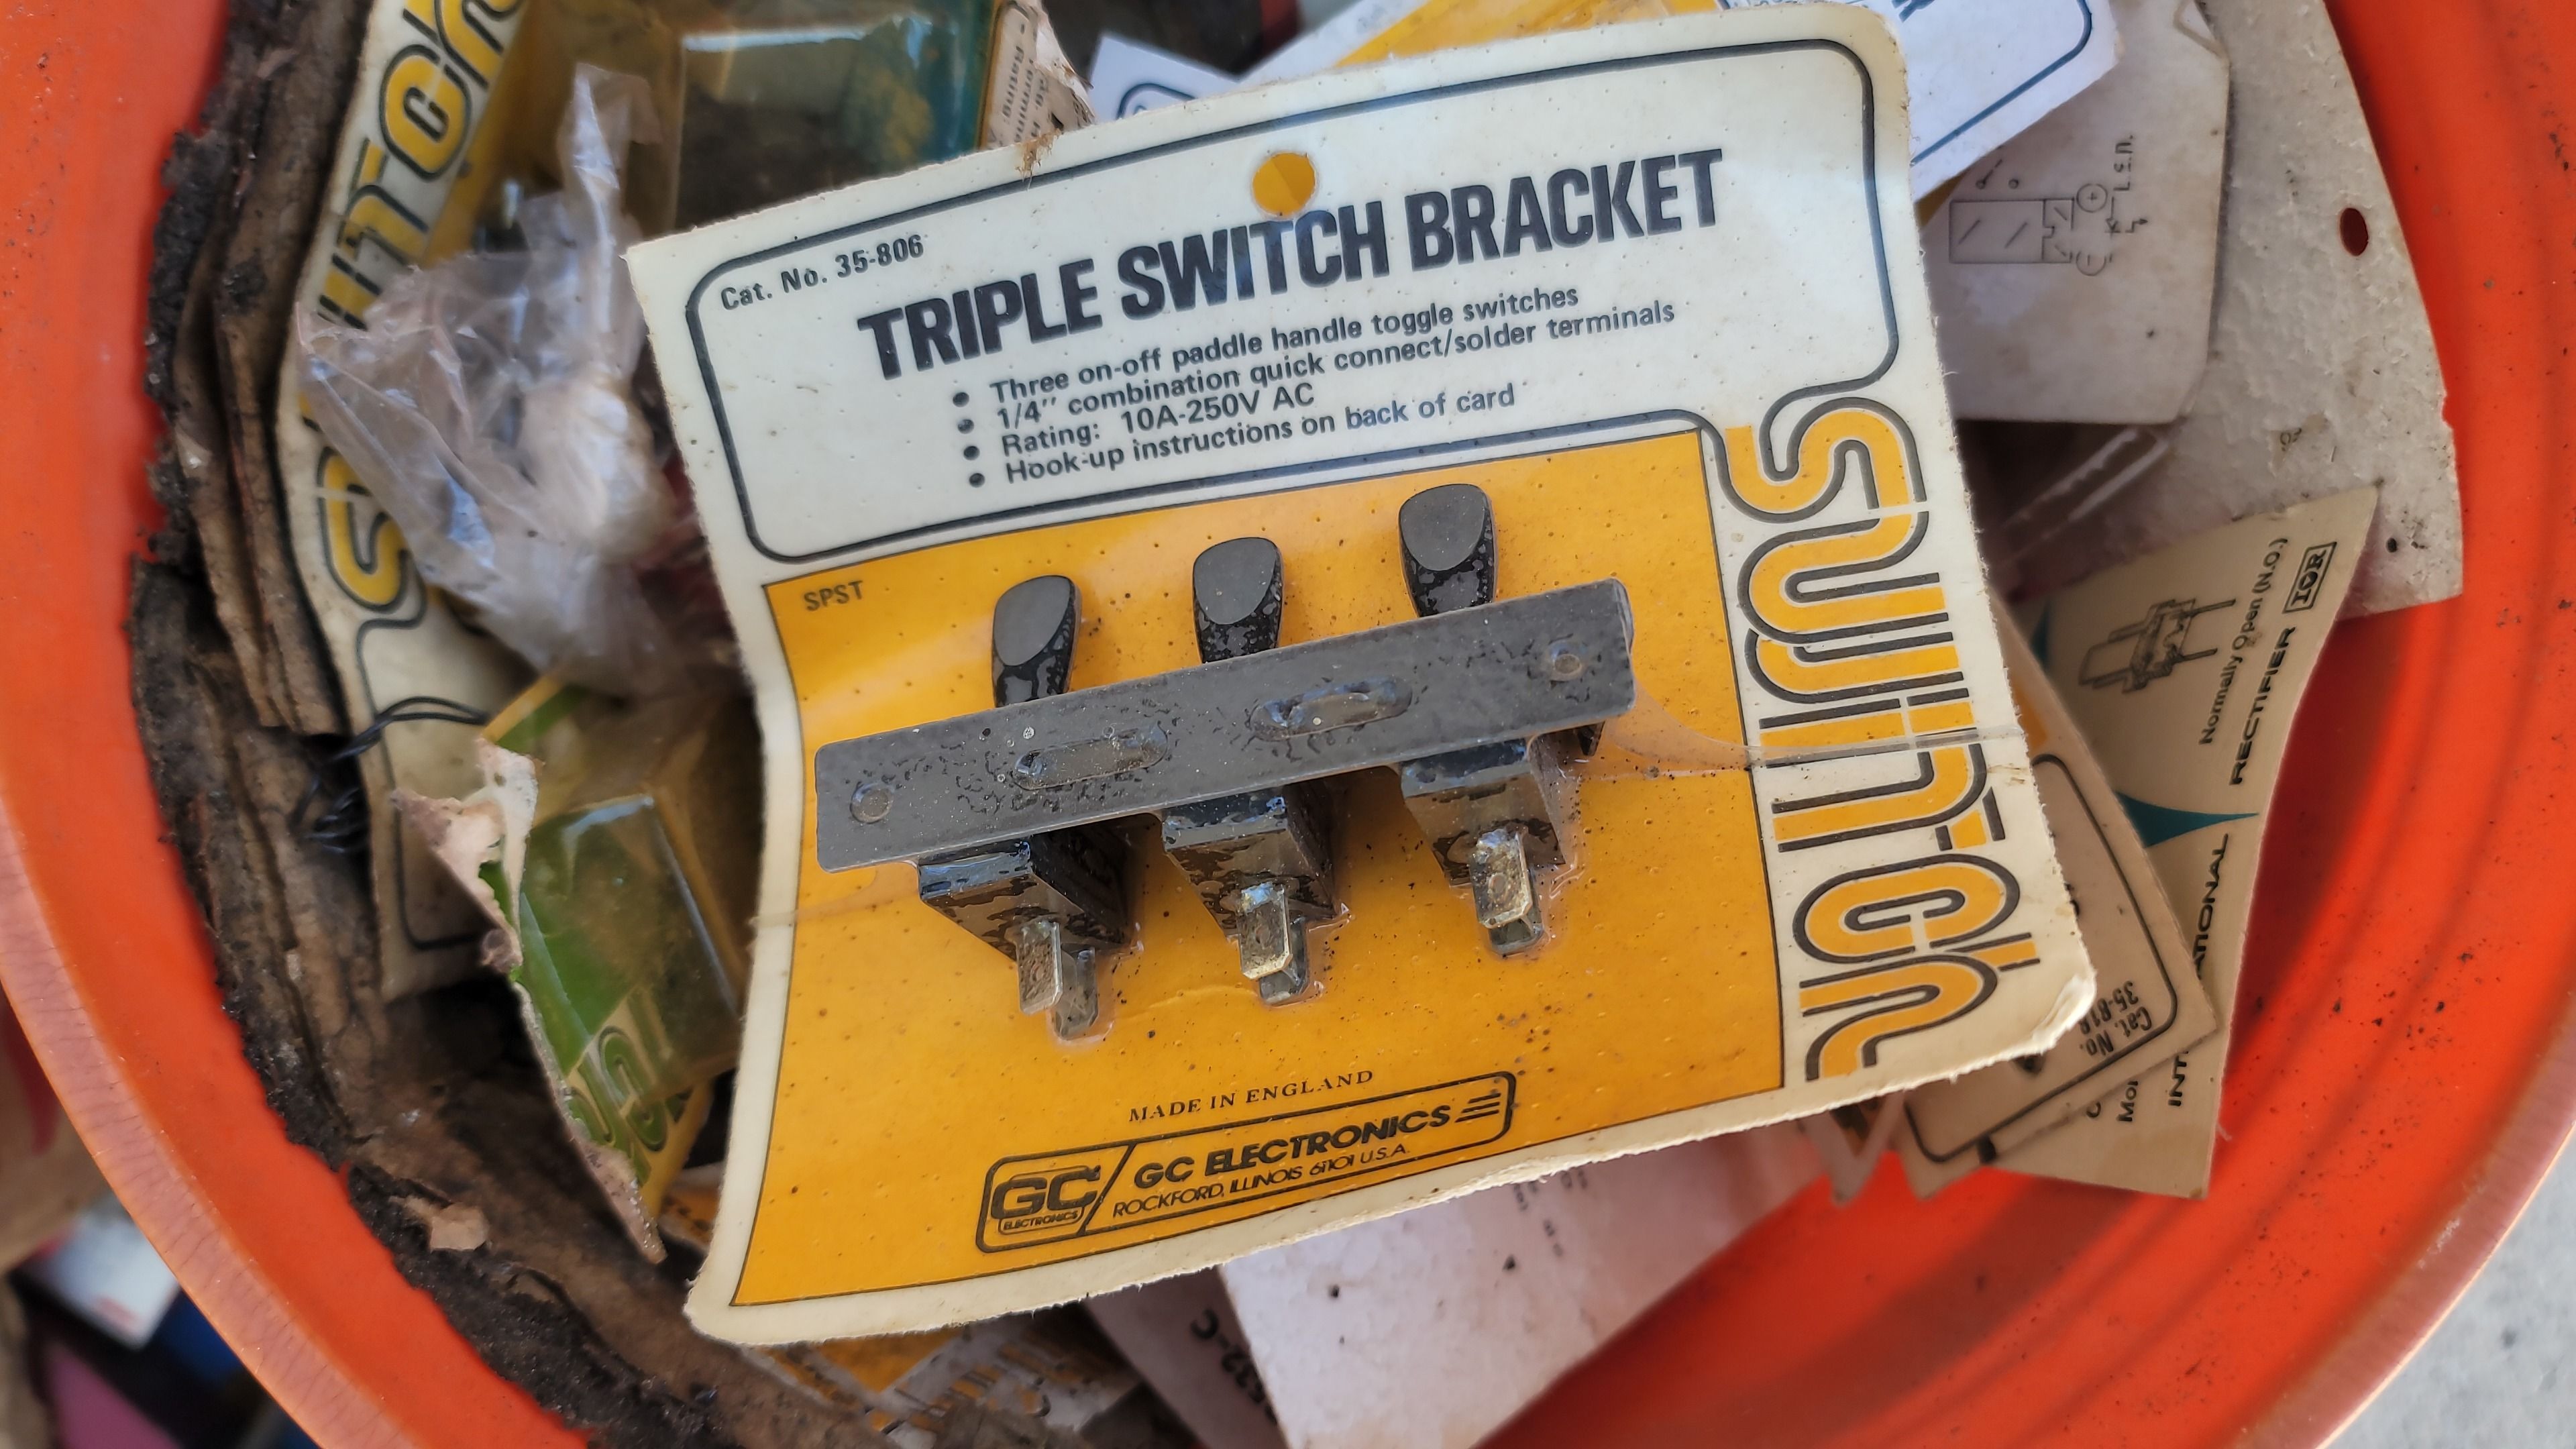 Cat. No. 35-806
TRIPLE SWITCH BRACKET
• Three on-off paddle handle toggle switches
• 1/4" combination quick connect/solder terminals
• Rating: 10A-250V AC
• Hook-up instructions on back of card
SPST
SWITCH
MADE IN ENGLAND
GC ELECTRONICS
GC ELECTRONICS
ROCKFORD, ILLINOIS 61101 U.S.A.
SWITCH
Rating
Normally Open (N.O.)
IOR
RECTIFIER
Cat. No.
35-818